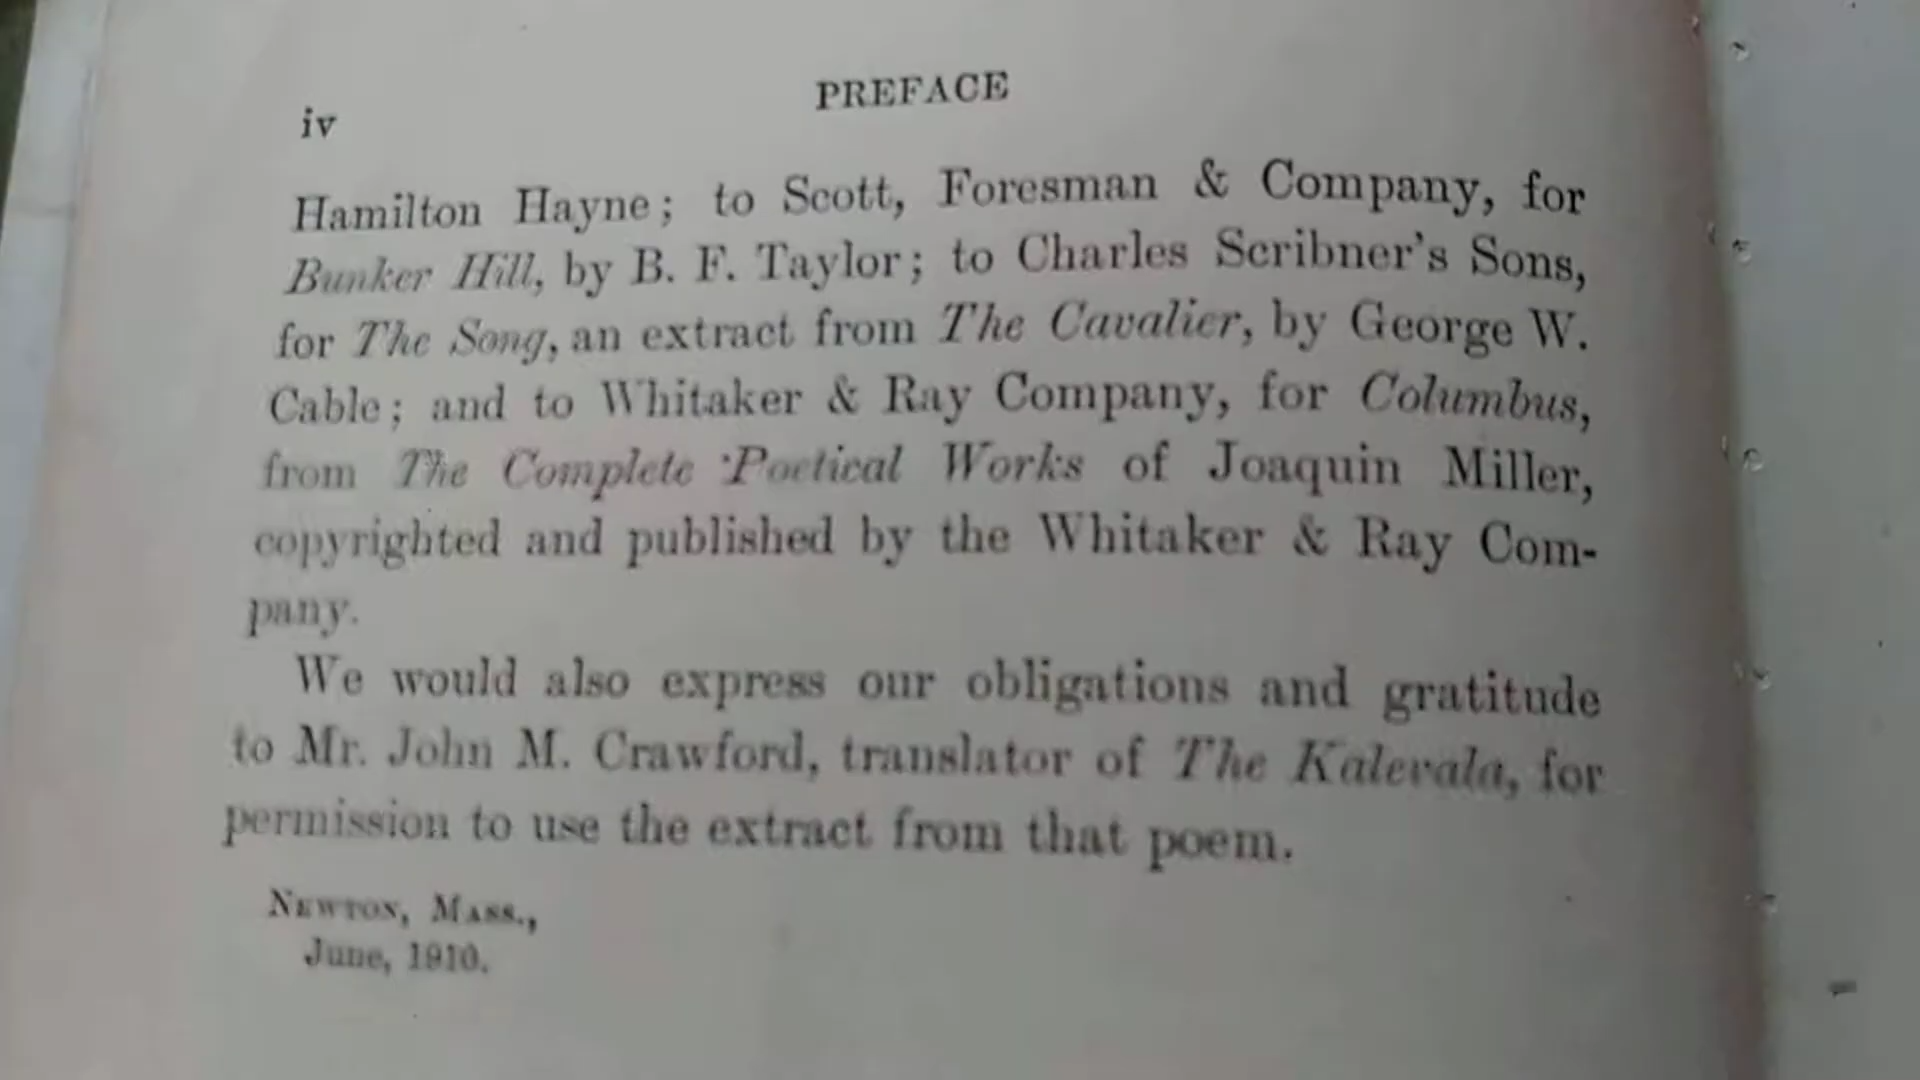 iv
PREFACE
Hamilton Hayne; to Scott, Foresman & Company, for
Bunker Hill, by B. F. Taylor; to Charles Scribner's Sons,
for The Song, an extract from The Cavalier, by George W.
Cable; and to Whitaker & Ray Company, for Columbus,
from The Complete Poetical Works of Joaquin Miller,
copyrighted and published by the Whitaker & Ray Com-
pany.
We would also express our obligations and gratitude
to Mr. John M. Crawford, translator of The Kalevala, for
permission to use the extract from that poem.
Newton, Mass.,
June, 1910.